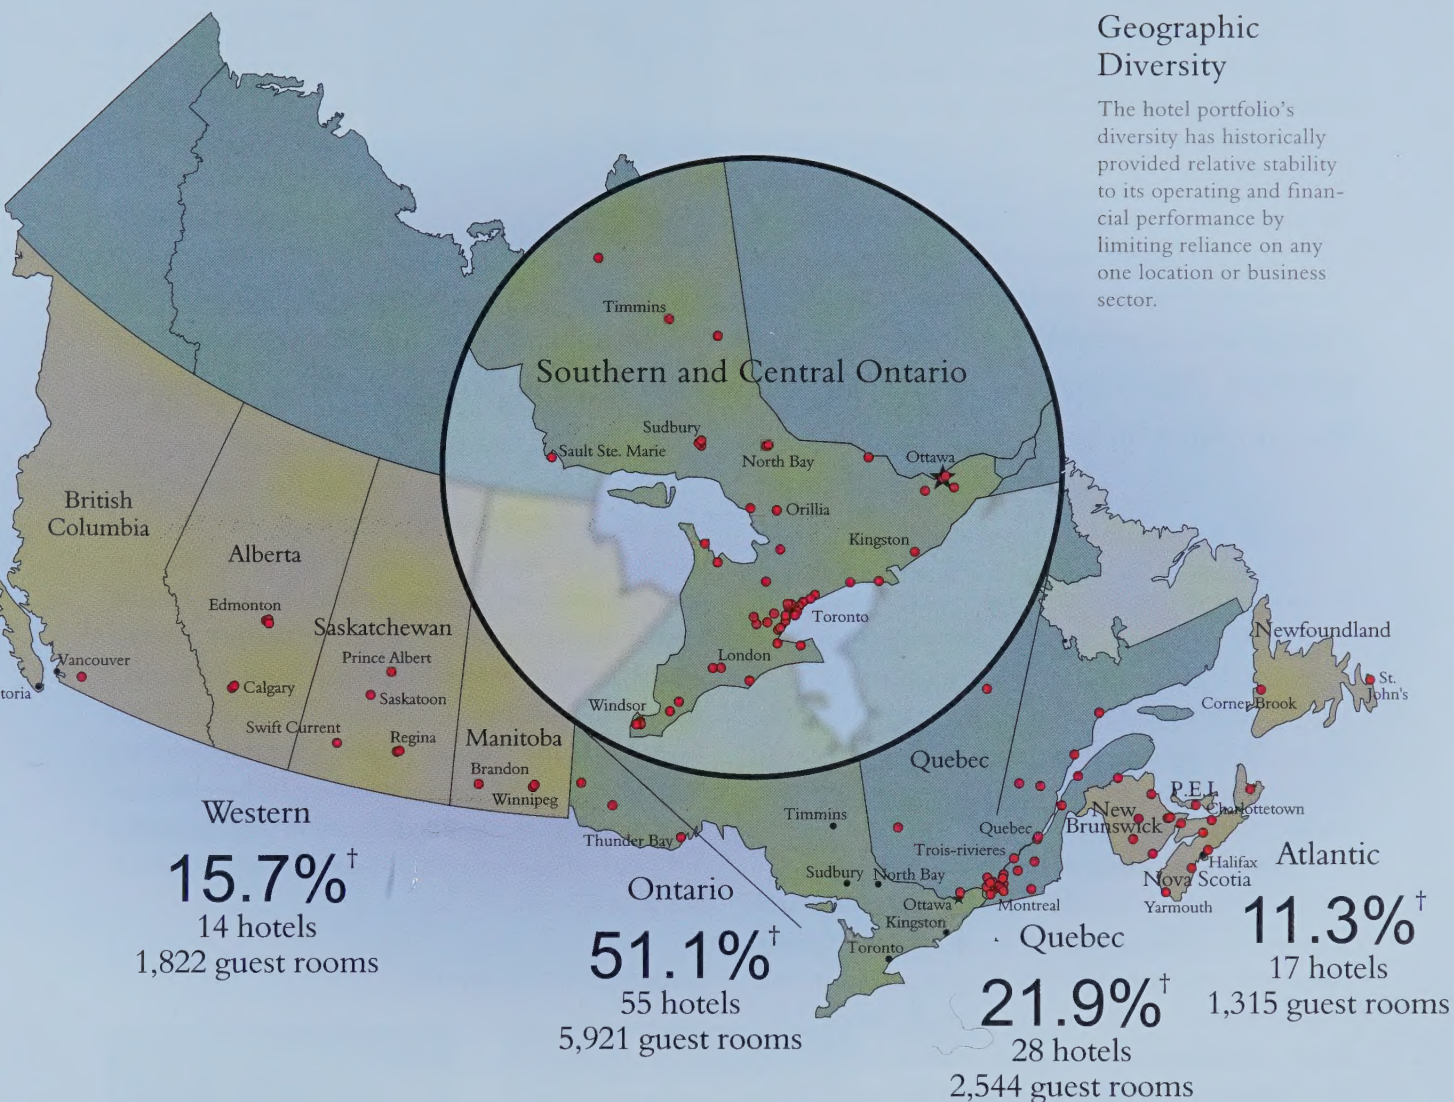 Geographic
Diversity
The hotel portfolio's
diversity has historically
provided relative stability
to its operating and finan-
cial performance by
limiting reliance on any
one location or business
sector.
Timmins
Southern and Central Ontario
Sudbury
Sault Ste. Marie
North Bay
Ottawa
Orillia
Kingston
Toronto
London
Windsor
British
Columbia
Alberta
Edmonton
Saskatchewan
Prince Albert
Vancouver
toria
Calgary
Saskatoon
Swift Current
Regina
Manitoba
Brandon
Winnipeg
Newfoundland
St.
John's
Corner Brook
Quebec
P.E.I.
Charlottetown
New
Brunswick
Timmins
Thunder Bay
Quebec
Trois-rivieres
Sudbury
North Bay
Ottawa
Montreal
Kingston
Toronto
Halifax
Nova Scotia
Yarmouth
Western
15.7%†
14 hotels
1,822 guest rooms
Ontario
51.1%†
55 hotels
5,921 guest rooms
Quebec
21.9%†
28 hotels
2,544 guest rooms
Atlantic
11.3%†
17 hotels
1,315 guest rooms